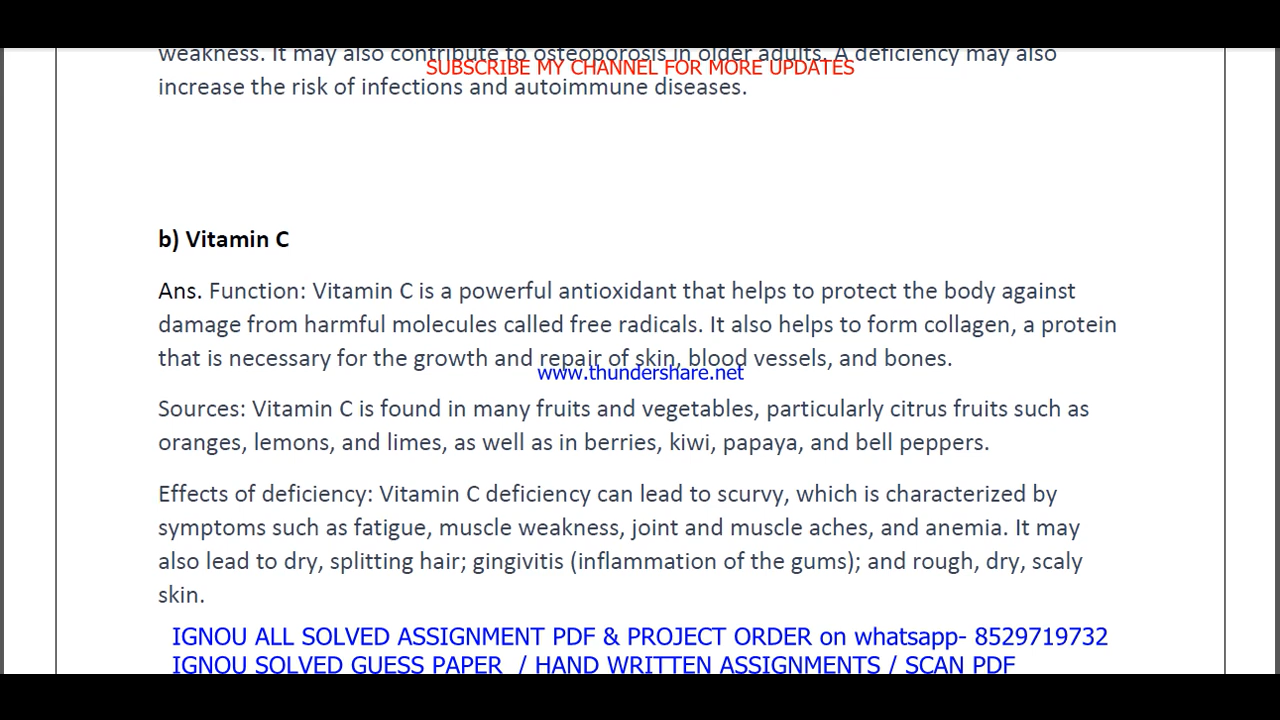 weakness. It may also contribute to osteoporosis in older adults. A deficiency may also
SUBSCRIBE MY CHANNEL FOR MORE UPDATES
increase the risk of infections and autoimmune diseases.
b) Vitamin C
Ans. Function: Vitamin C is a powerful antioxidant that helps to protect the body against
damage from harmful molecules called free radicals. It also helps to form collagen, a protein
that is necessary for the growth and repair of skin, blood vessels, and bones.
www.thundershare.net
Sources: Vitamin C is found in many fruits and vegetables, particularly citrus fruits such as
oranges, lemons, and limes, as well as in berries, kiwi, papaya, and bell peppers.
Effects of deficiency: Vitamin C deficiency can lead to scurvy, which is characterized by
symptoms such as fatigue, muscle weakness, joint and muscle aches, and anemia. It may
also lead to dry, splitting hair; gingivitis (inflammation of the gums); and rough, dry, scaly
skin.
IGNOU ALL SOLVED ASSIGNMENT PDF & PROJECT ORDER on whatsapp- 8529719732
IGNOU SOLVED GUESS PAPER / HAND WRITTEN ASSIGNMENTS / SCAN PDF